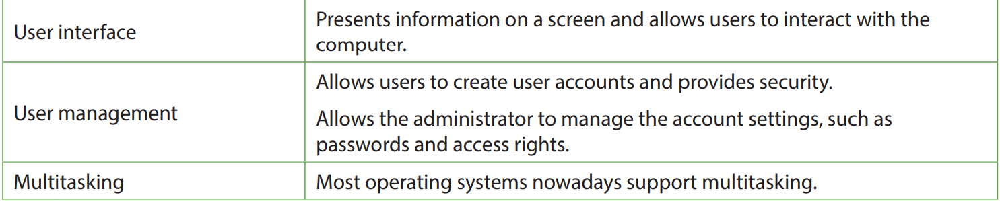 User interface
Presents information on a screen and allows users to interact with the
computer.
User management
Allows users to create user accounts and provides security.
Allows the administrator to manage the account settings, such as
passwords and access rights.
Multitasking
Most operating systems nowadays support multitasking.